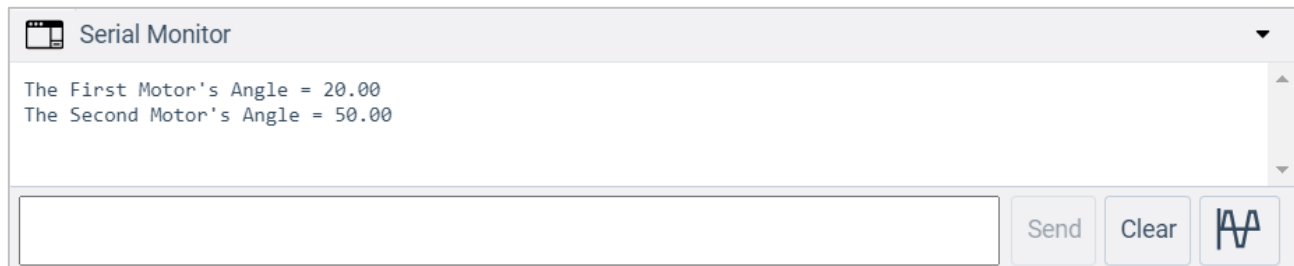 Serial Monitor
The First Motor's Angle = 20.00
The Second Motor's Angle = 50.00
Send Clear